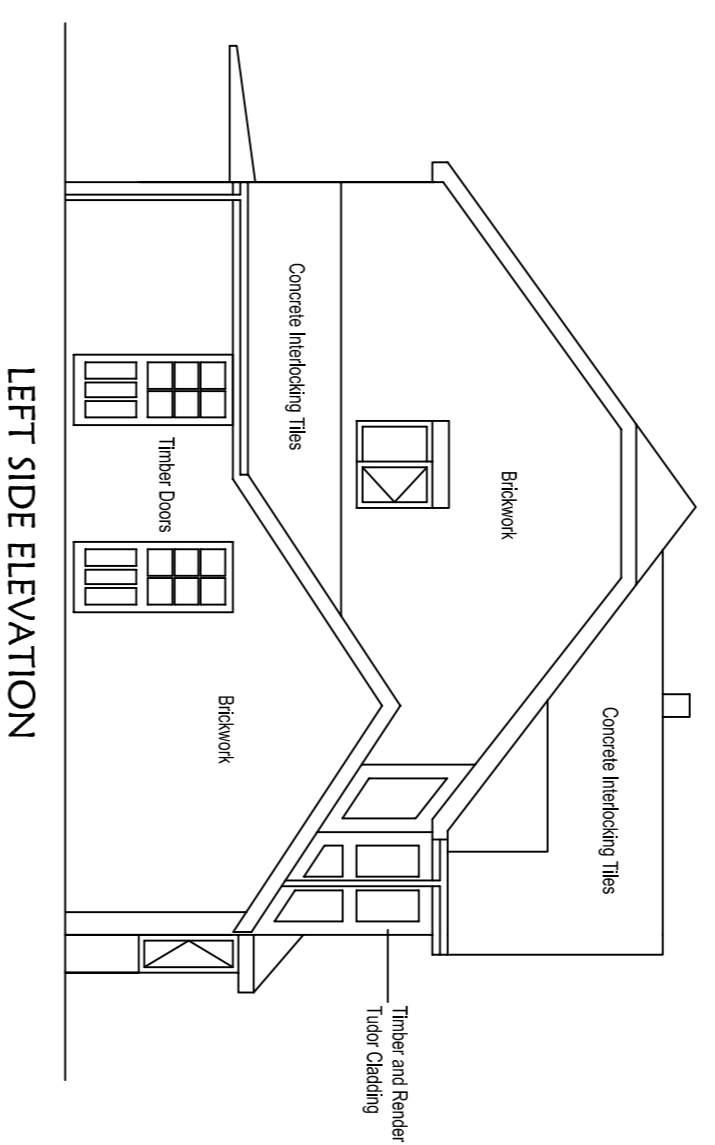 Concrete Interlocking Tiles
Brickwork
Concrete Interlocking Tiles
Timber and Render
Tudor Cladding
Timber Doors
Brickwork
LEFT SIDE ELEVATION